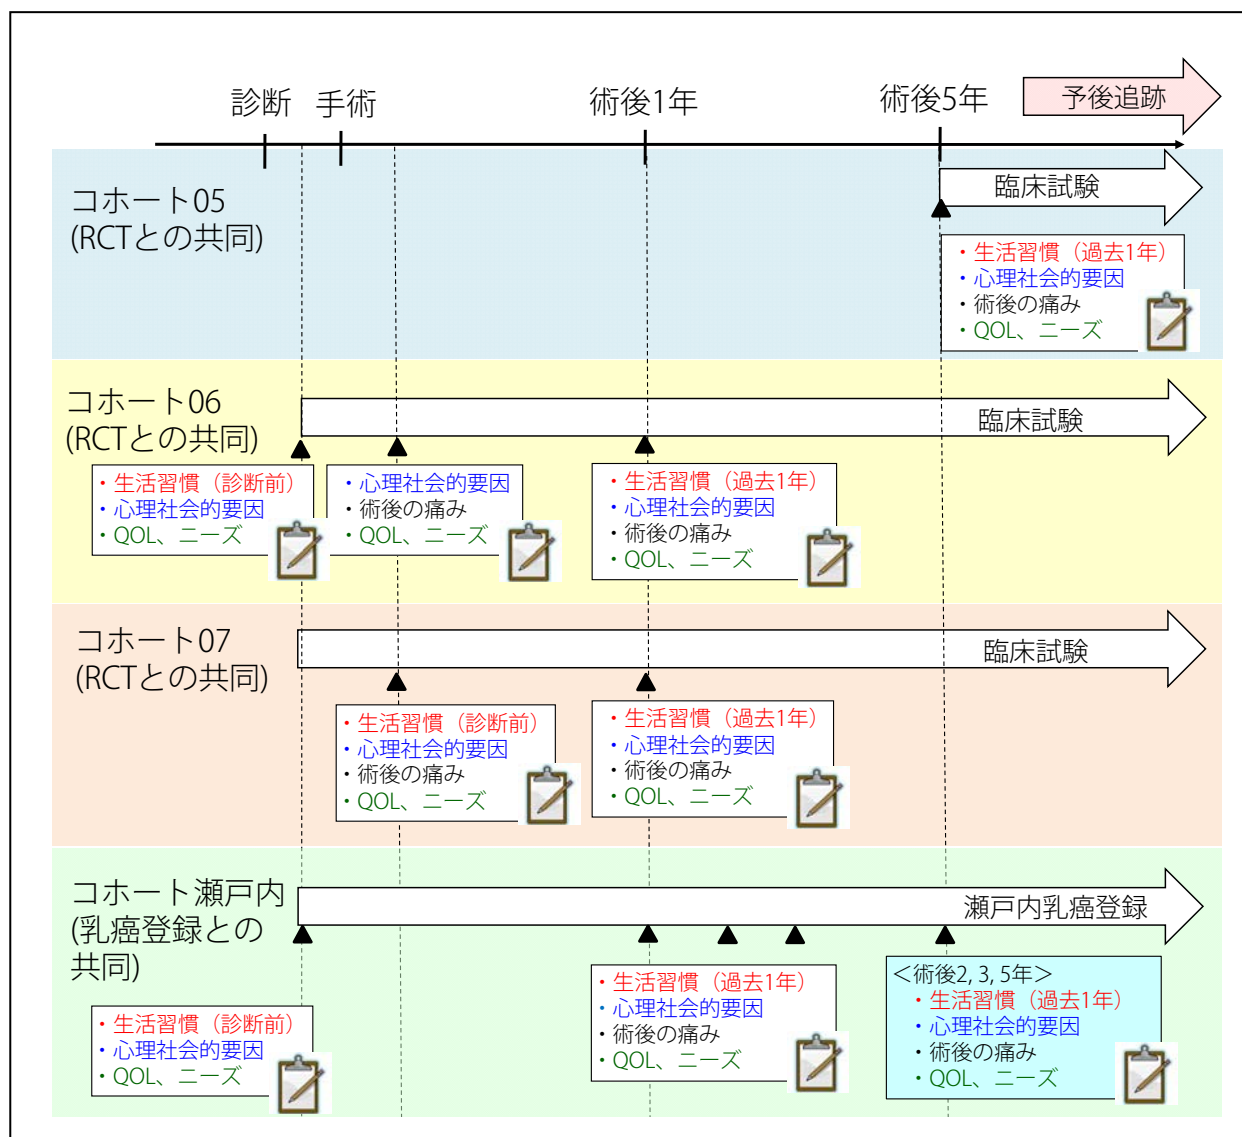 診断
手術
術後1年
術後5年
予後追跡
コホート05
(RCTとの共同)
臨床試験
・生活習慣（過去1年）
・心理社会的要因
・術後の痛み
・QOL、ニーズ
コホート06
(RCTとの共同)
臨床試験
・生活習慣（診断前）
・心理社会的要因
・QOL、ニーズ
・心理社会的要因
・術後の痛み
・QOL、ニーズ
・生活習慣（過去1年）
・心理社会的要因
・術後の痛み
・QOL、ニーズ
コホート07
(RCTとの共同)
臨床試験
・生活習慣（診断前）
・心理社会的要因
・術後の痛み
・QOL、ニーズ
・生活習慣（過去1年）
・心理社会的要因
・術後の痛み
・QOL、ニーズ
コホート瀬戸内
(乳癌登録との
共同)
瀬戸内乳癌登録
・生活習慣（診断前）
・心理社会的要因
・QOL、ニーズ
・生活習慣（過去1年）
・心理社会的要因
・術後の痛み
・QOL、ニーズ
＜術後2, 3, 5年＞
・生活習慣（過去1年）
・心理社会的要因
・術後の痛み
・QOL、ニーズ